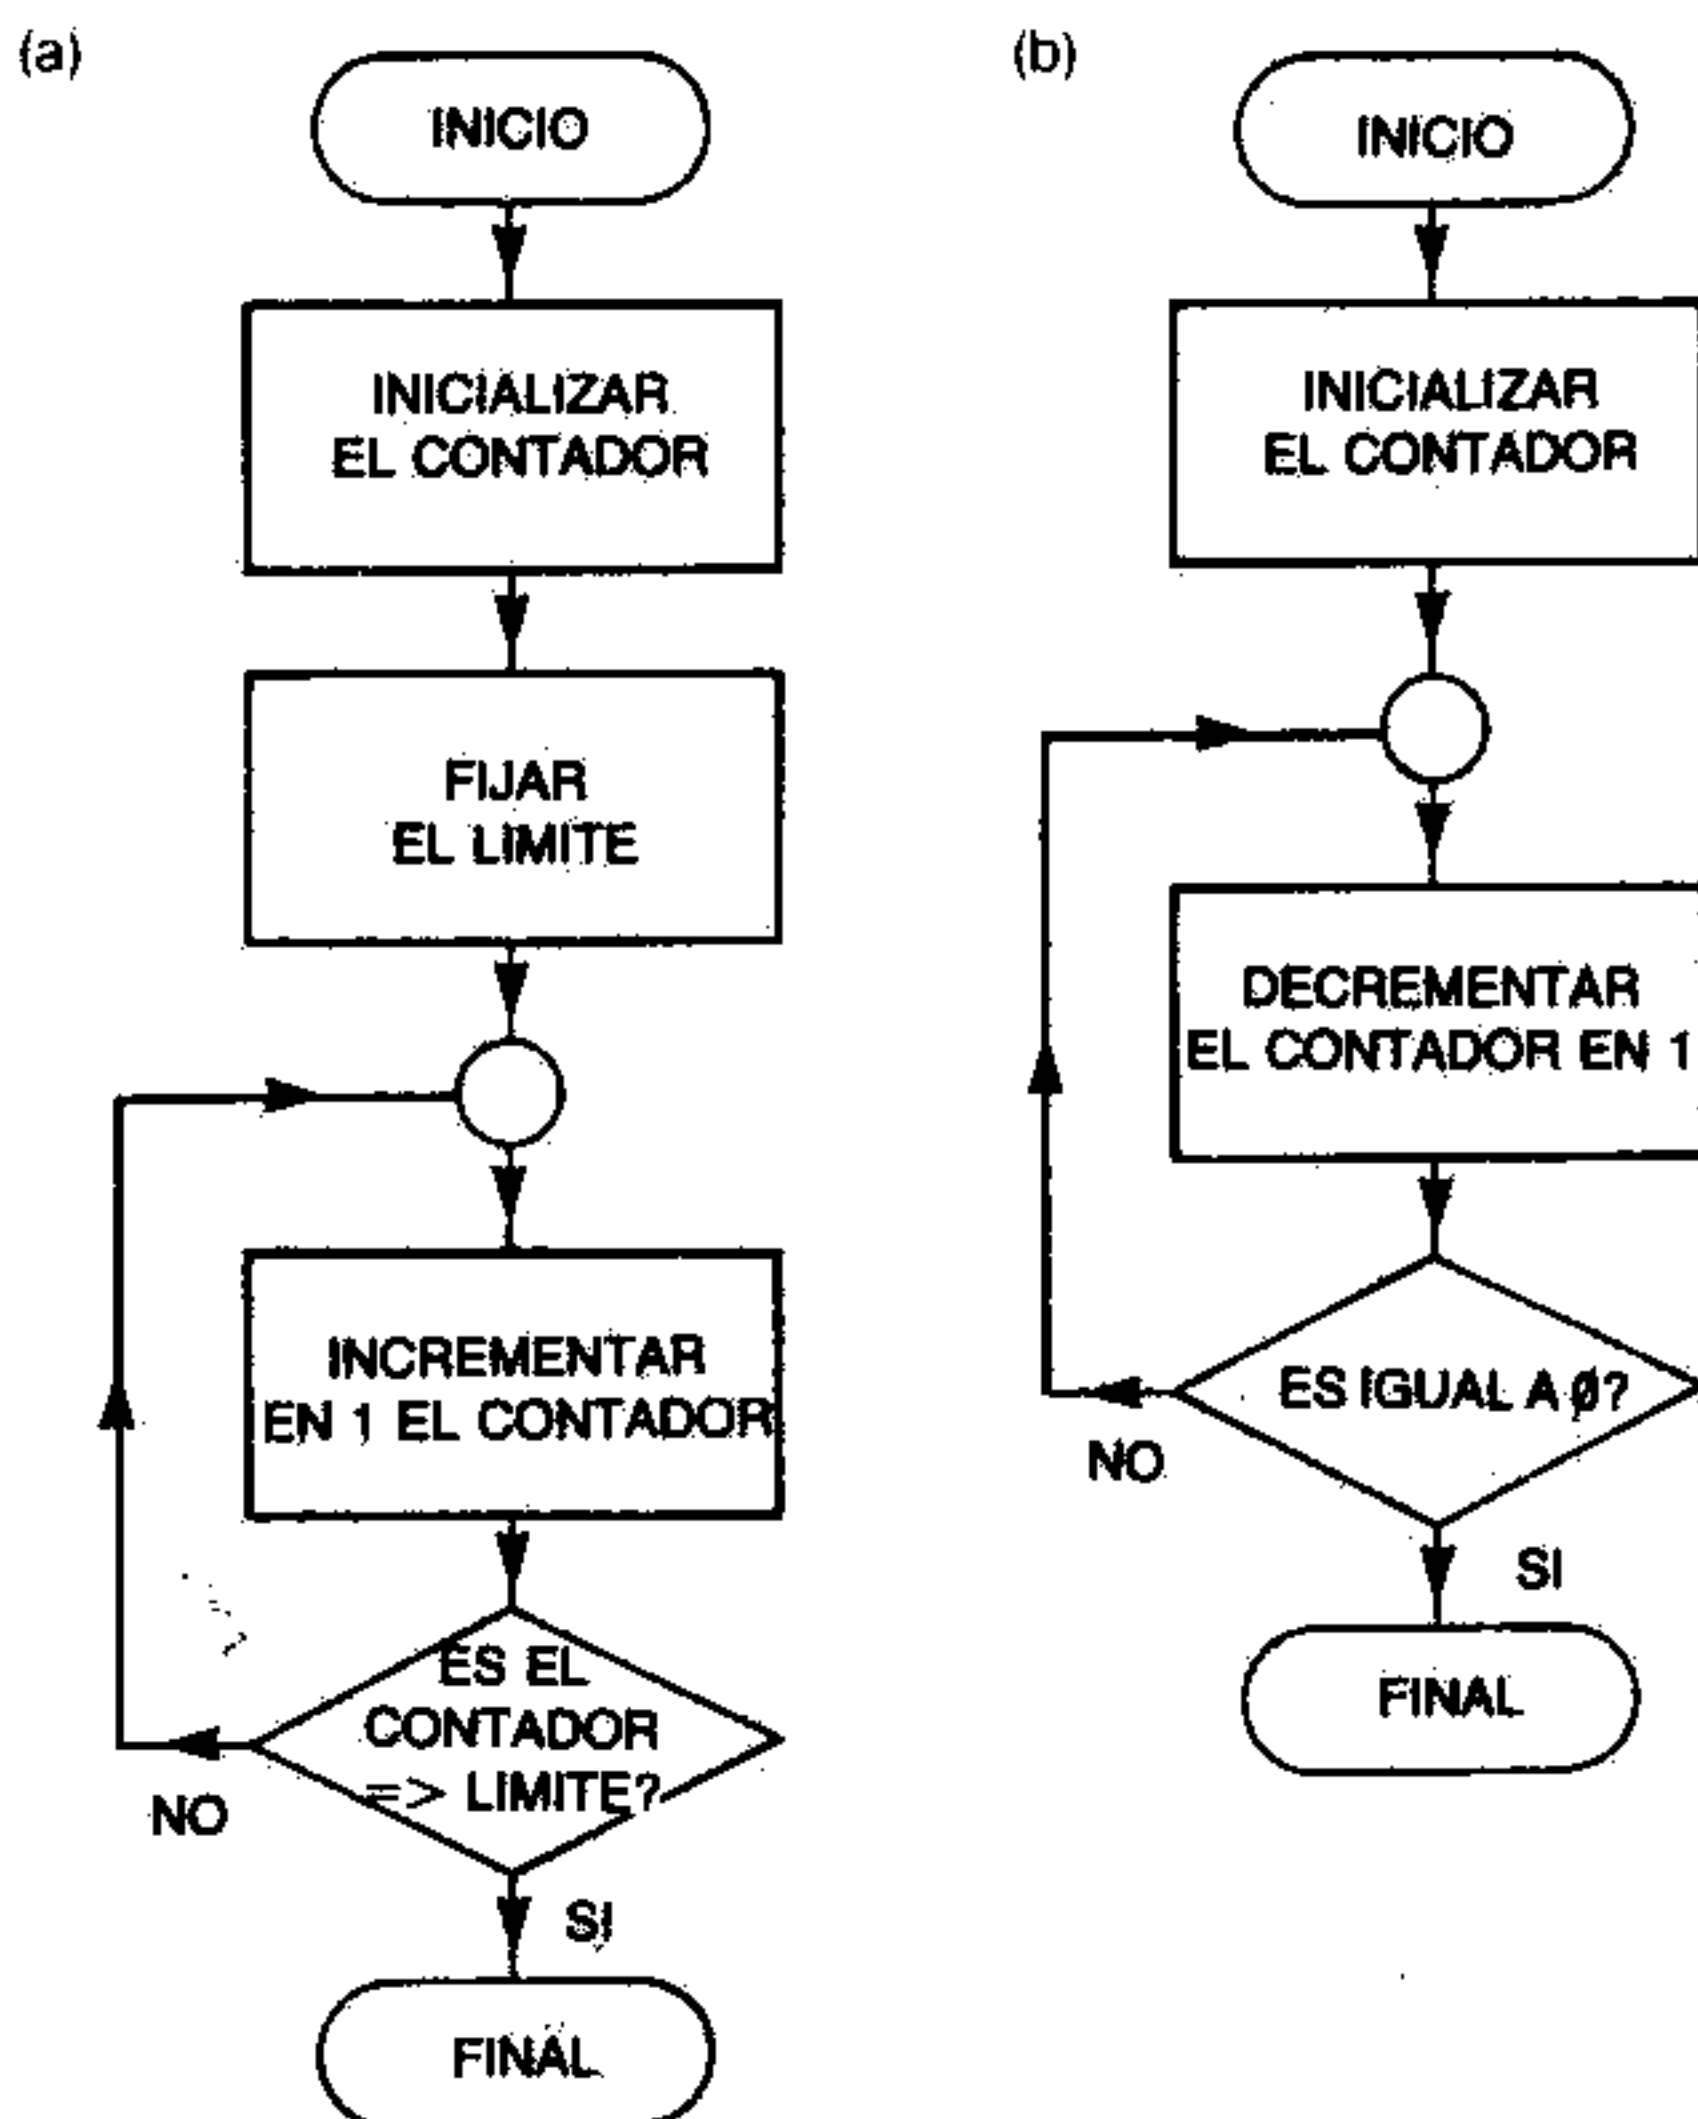 (a)
INICIO
INICIALIZAR
EL CONTADOR
FIJAR
EL LIMITE
INCREMENTAR
EN 1 EL CONTADOR
ES EL
CONTADOR
=> LIMITE?
NO
SI
FINAL
(b)
INICIO
INICIALIZAR
EL CONTADOR
DECREMENTAR
EL CONTADOR EN 1
ES IGUAL A Ø?
NO
SI
FINAL